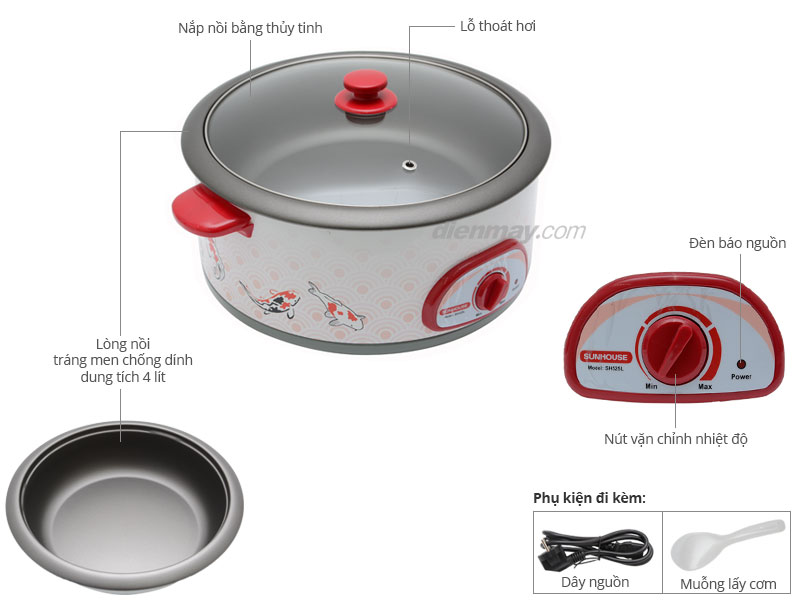 Nắp nồi bằng thủy tinh
Lỗ thoát hơi
dienmay.com
Đèn báo nguồn
Lòng nồi
tráng men chống dính
dung tích 4 lít
SUNHOUSE
Model: SH525L
Min
Max
Power
Nút vặn chỉnh nhiệt độ
Phụ kiện đi kèm:
Dây nguồn
Muỗng lấy cơm